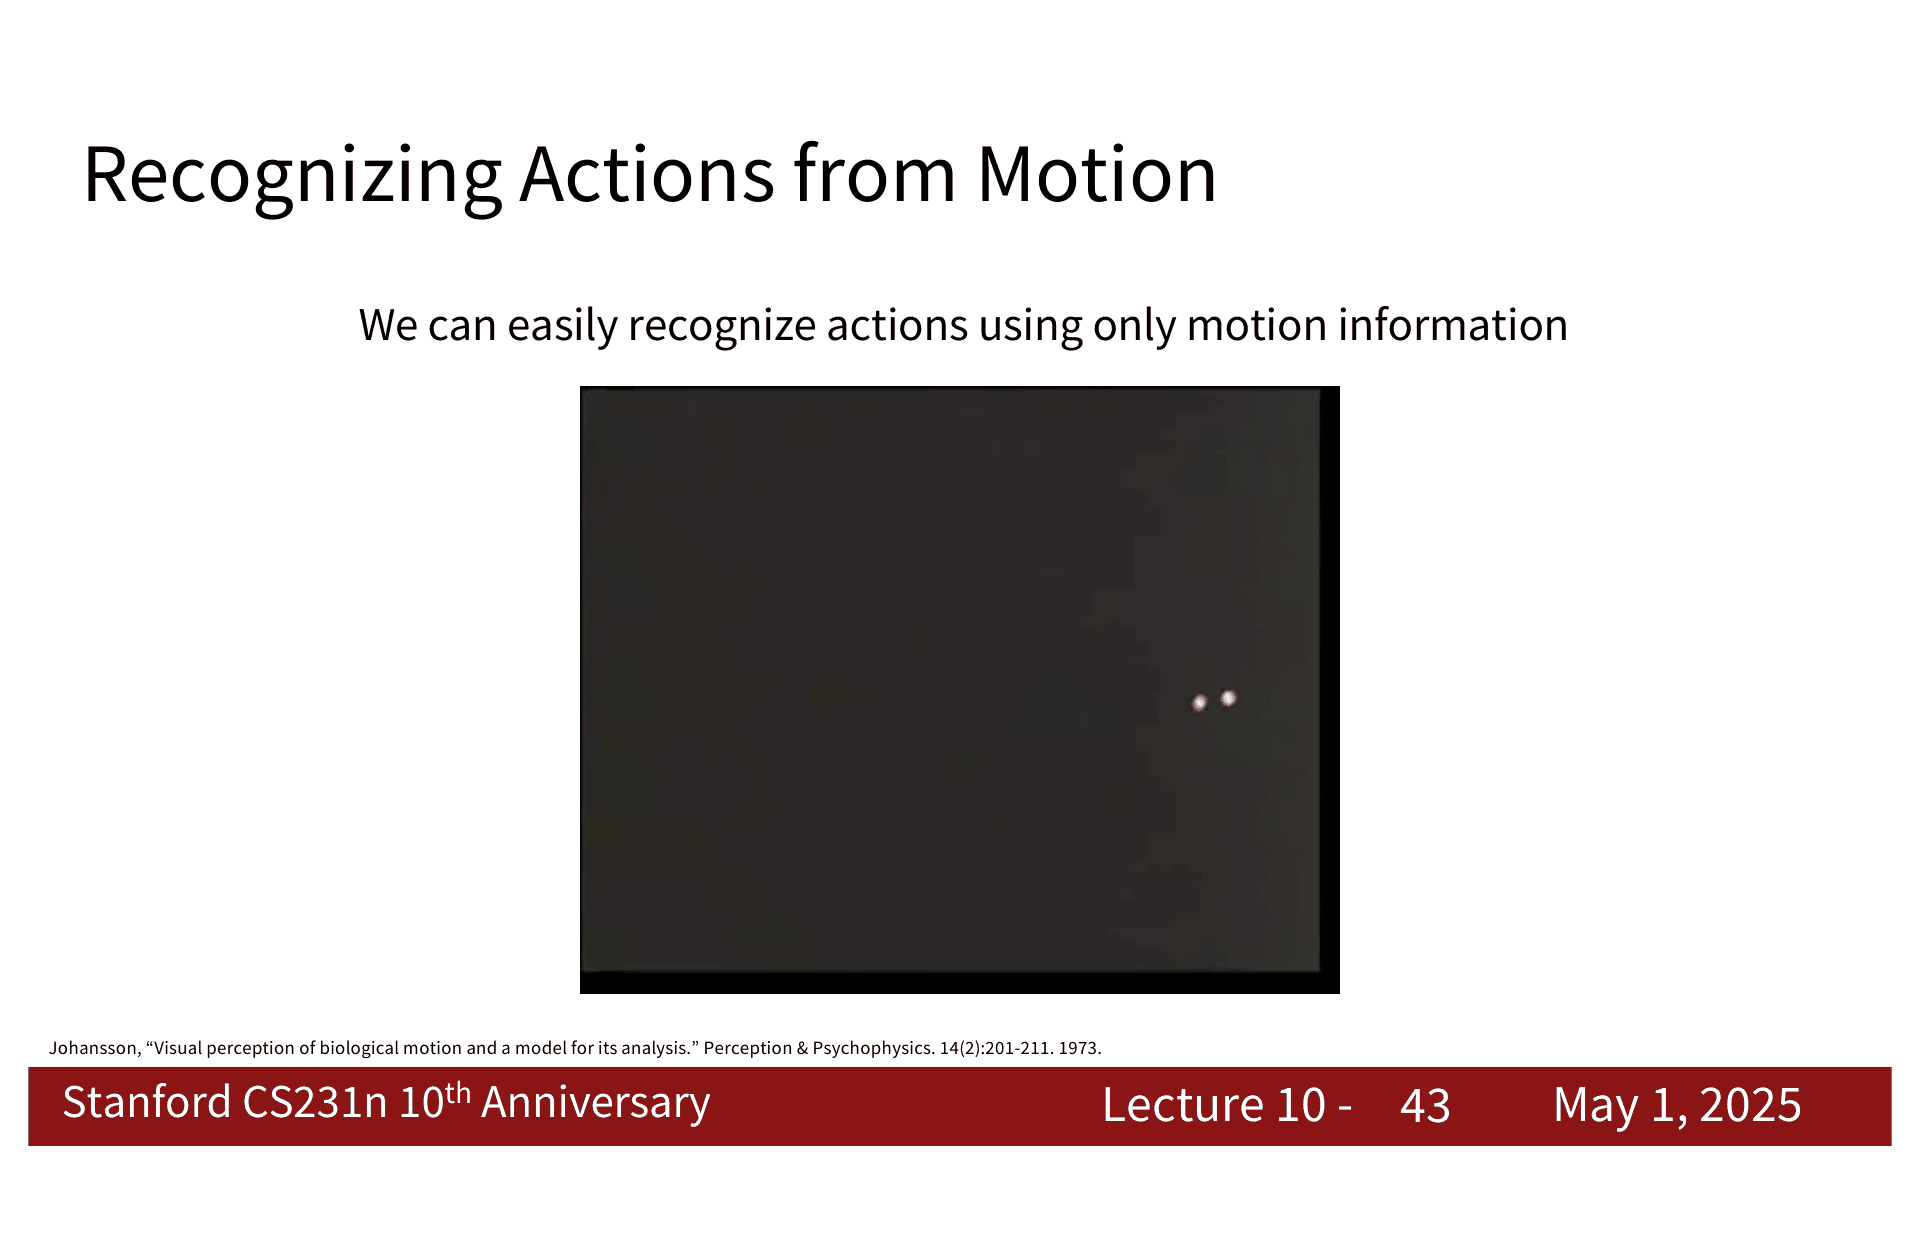 Recognizing Actions from Motion
We can easily recognize actions using only motion information
Johansson, “Visual perception of biological motion and a model for its analysis.” Perception & Psychophysics. 14(2):201-211. 1973.
Stanford CS231n 10th Anniversary Lecture 10 - 43 May 1, 2025